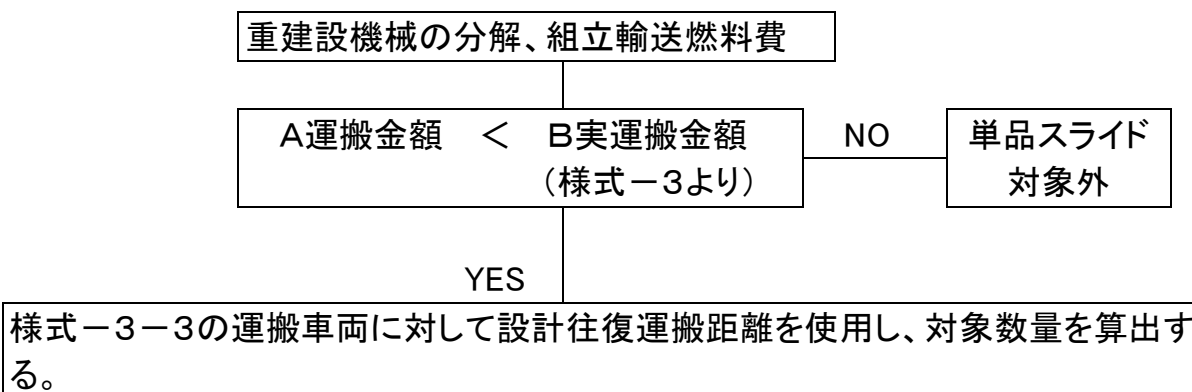 重建設機械の分解、組立輸送燃料費
A運搬金額　＜　B実運搬金額
（様式－3より）
NO
単品スライド
対象外
YES
様式－3－3の運搬車両に対して設計往復運搬距離を使用し、対象数量を算出す
る。